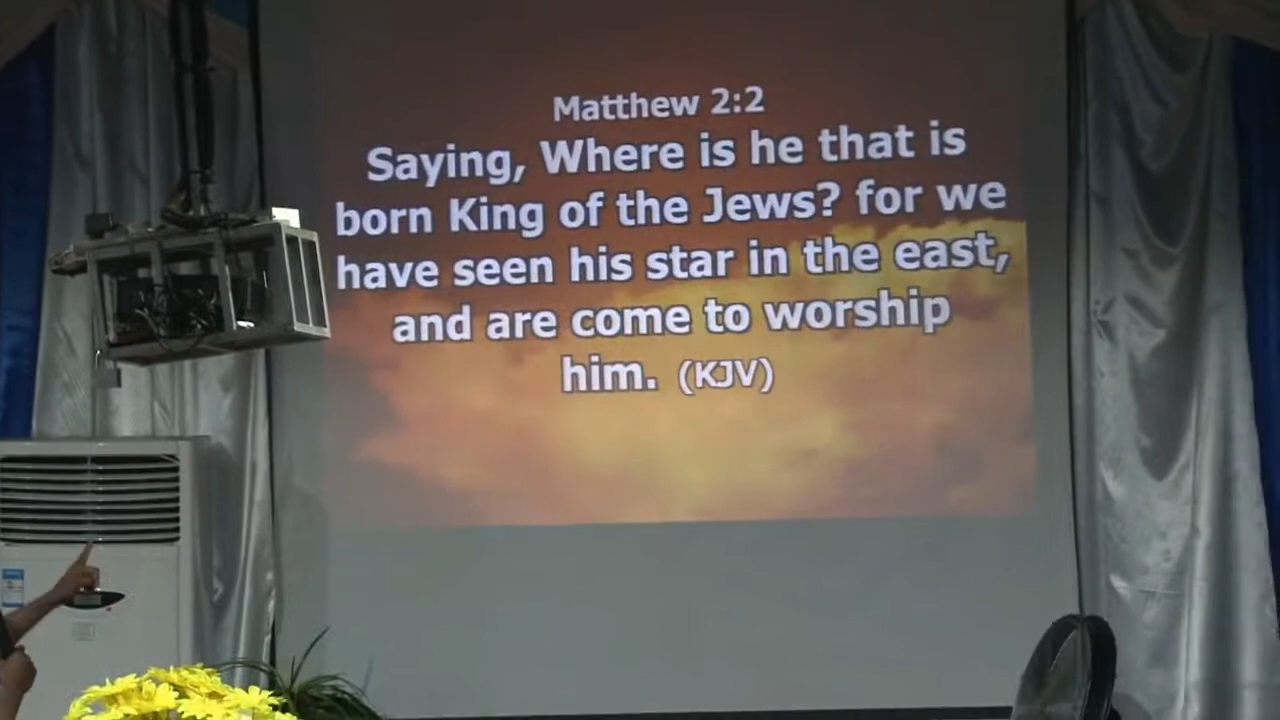 Matthew 2:2
Saying, Where is he that is
born King of the Jews? for we
have seen his star in the east,
and are come to worship
him. (KJV)